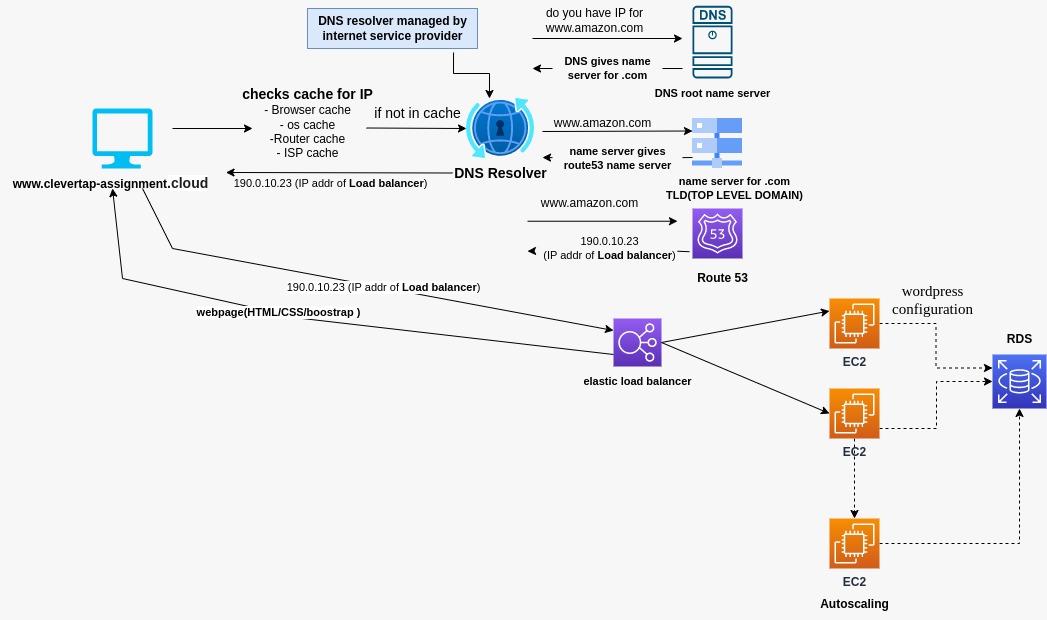 DNS resolver managed by
internet service provider
do you have IP for
www.amazon.com
DNS
DNS gives name
server for .com
DNS root name server
checks cache for IP
- Browser cache
- os cache
-Router cache
- ISP cache
if not in cache
www.amazon.com
name server gives
route53 name server
DNS Resolver
name server for .com
TLD(TOP LEVEL DOMAIN)
www.clevertap-assignment.cloud
190.0.10.23 (IP addr of Load balancer)
www.amazon.com
53
190.0.10.23
(IP addr of Load balancer)
Route 53
190.0.10.23 (IP addr of Load balancer)
webpage(HTML/CSS/boostrap )
elastic load balancer
wordpress
configuration
EC2
RDS
EC2
EC2
Autoscaling